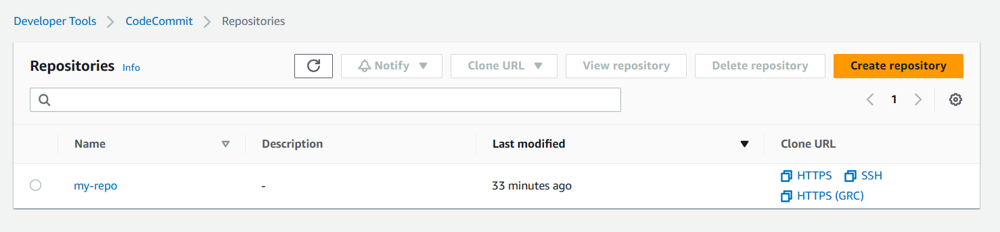 Developer Tools CodeCommit Repositories
Repositories Info Notify Clone URL View repository Delete repository Create repository
1
Name Description Last modified Clone URL
my-repo - 33 minutes ago HTTPS SSH
HTTPS (GRC)